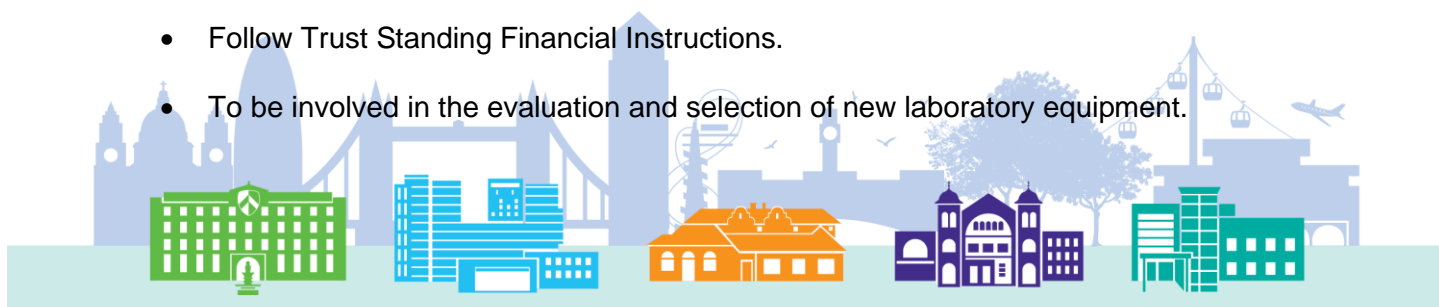 • Follow Trust Standing Financial Instructions.
• To be involved in the evaluation and selection of new laboratory equipment.